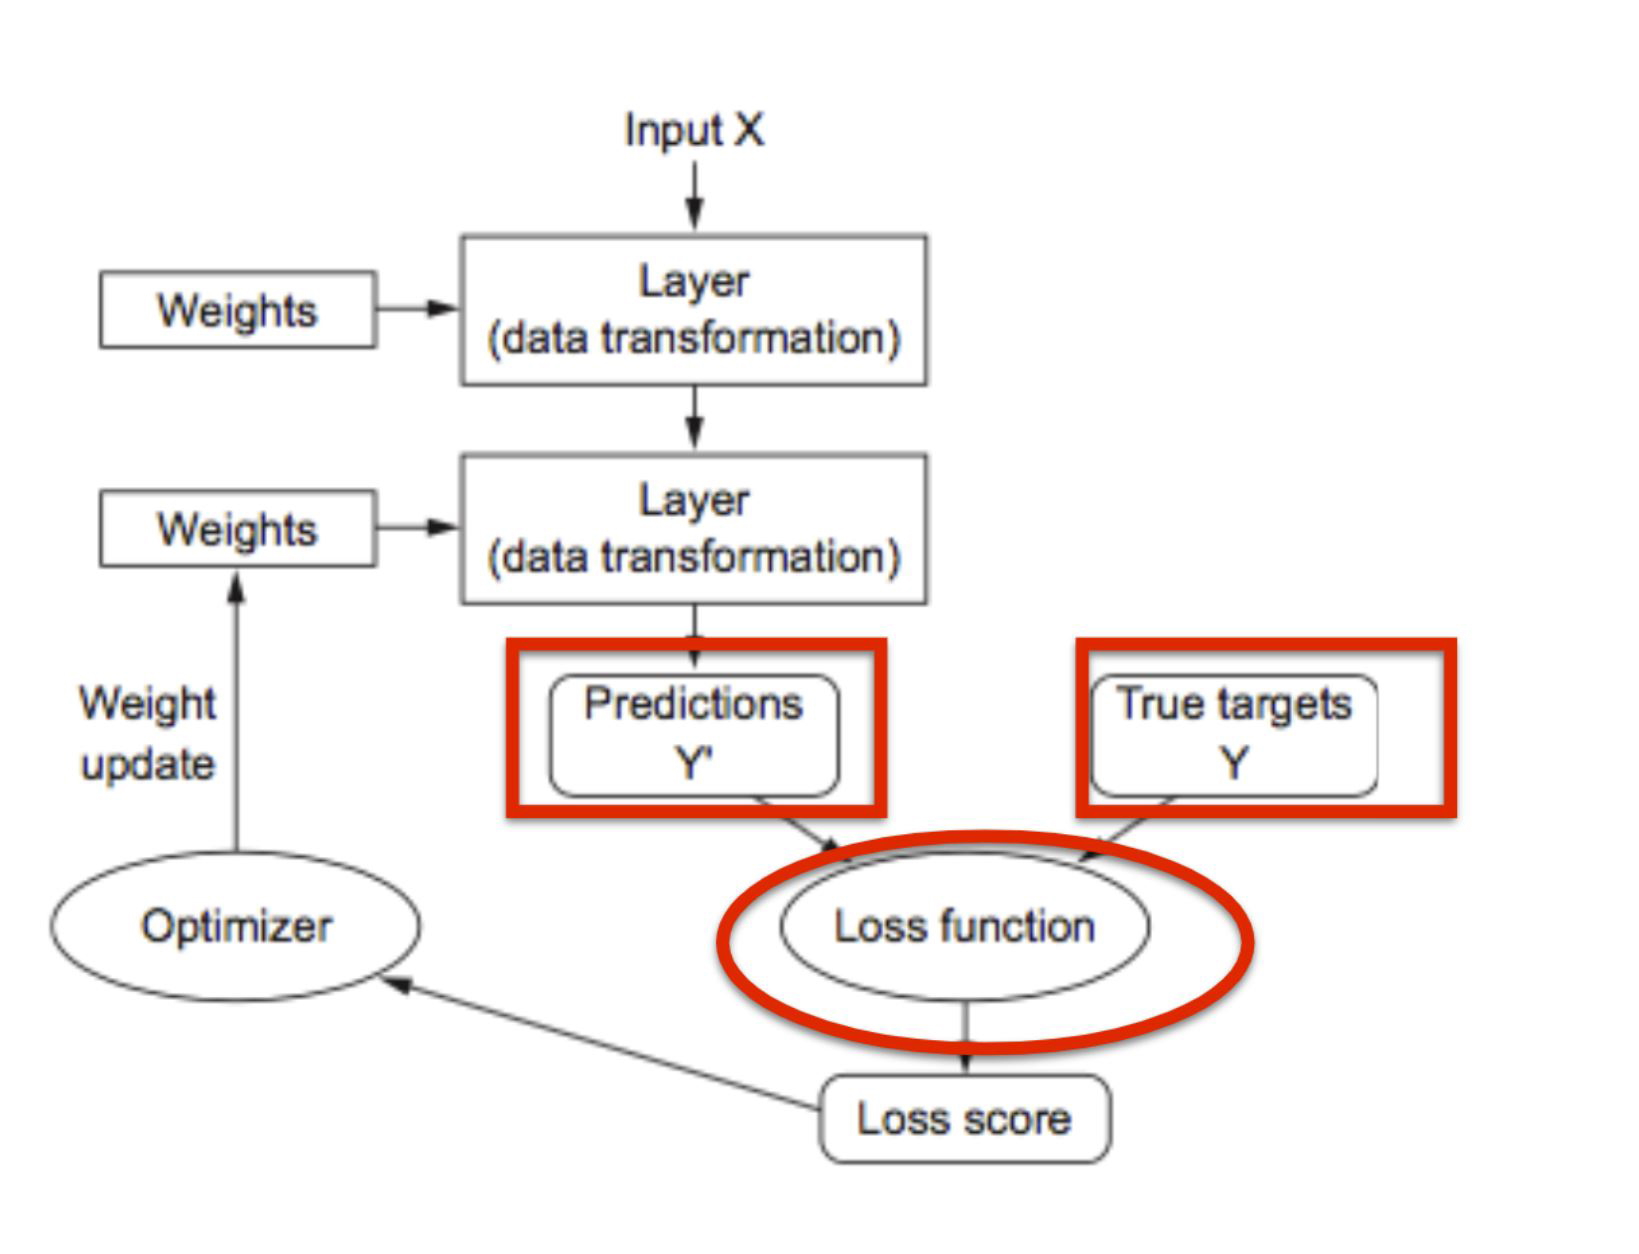 Input X
Weights
Layer
(data transformation)
Weights
Layer
(data transformation)
Weight
update
Predictions
Y'
True targets
Y
Optimizer
Loss function
Loss score